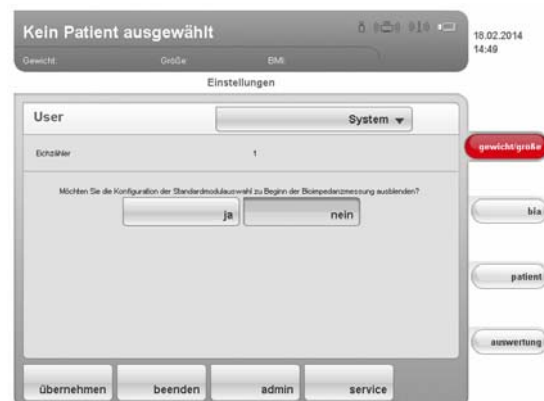 Kein Patient ausgewählt
18.02.2014
14:49
Gewicht: Größe: BMI:
Einstellungen
User
System
Eichzähler 1
Möchten Sie die Konfiguration der Standardmodulauswahl zu Beginn der Bioimpedanzmessung ausblenden?
ja nein
gewicht/größe
bia
patient
auswertung
übernehmen beenden admin service